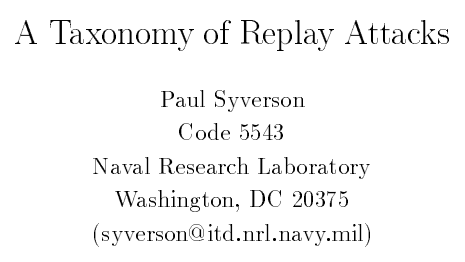 A Taxonomy of Replay Attacks
Paul Syverson
Code 5543
Naval Research Laboratory
Washington, DC 20375
(syverson@itd.nrl.navy.mil)